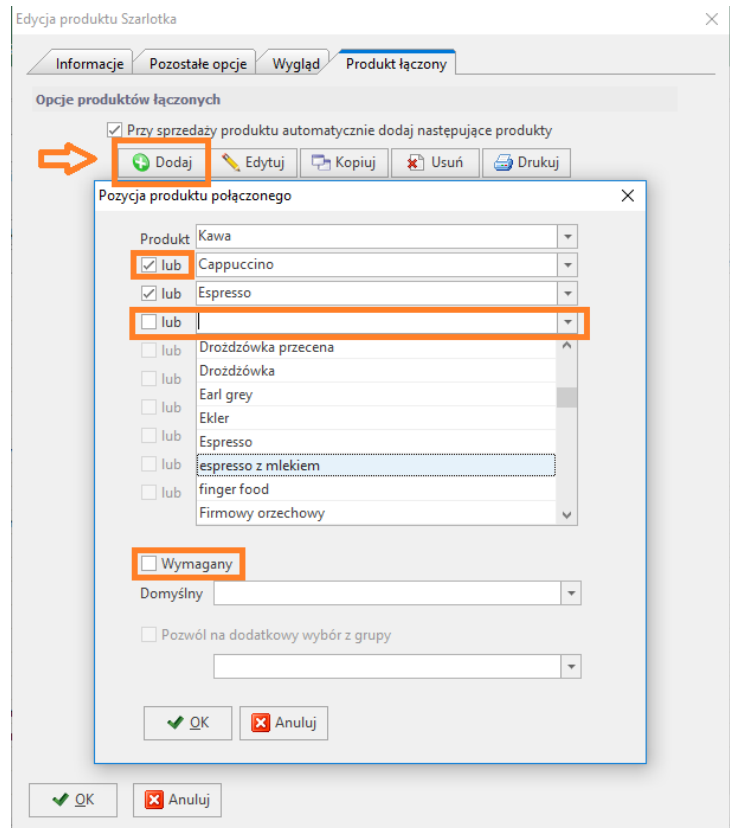 Edycja produktu Szarlotka
Informacje Pozostałe opcje Wygląd Produkt łączony
Opcje produktów łączonych
Przy sprzedaży produktu automatycznie dodaj następujące produkty
Dodaj Edytuj Kopiuj Usuń Drukuj
Pozycja produktu połączonego
Produkt Kawa
lub Cappuccino
lub Espresso
lub
lub Drożdzówka przecena
lub Drożdżówka
lub Earl grey
lub Ekler
Espresso
lub espresso z mlekiem
lub finger food
Firmowy orzechowy
Wymagany
Domyślny
Pozwól na dodatkowy wybór z grupy
OK Anuluj
OK Anuluj